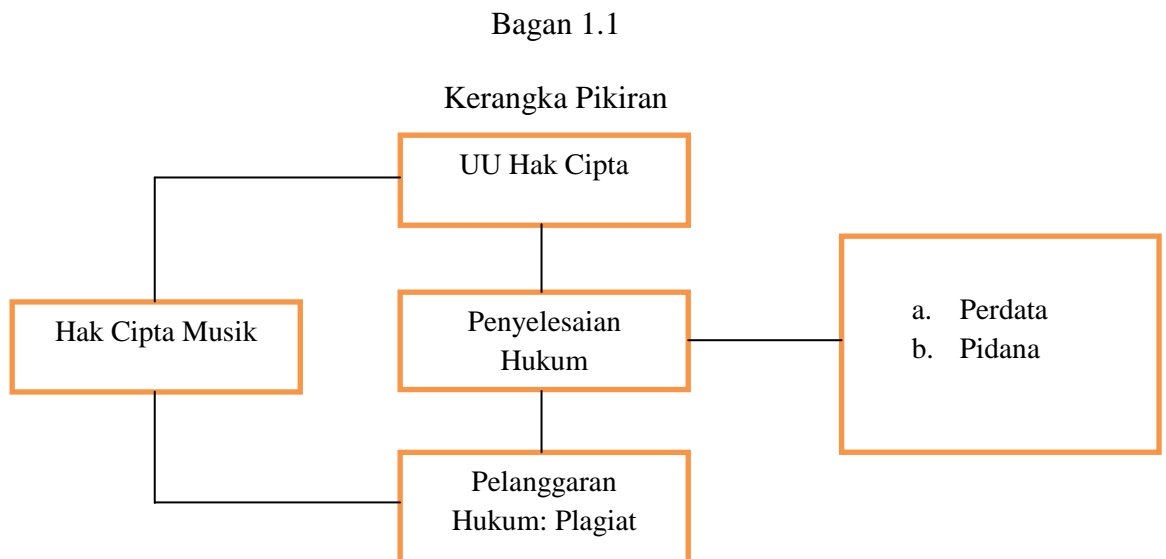 Bagan 1.1
Kerangka Pikiran
UU Hak Cipta
Hak Cipta Musik
Penyelesaian
Hukum
a. Perdata
b. Pidana
Pelanggaran
Hukum: Plagiat